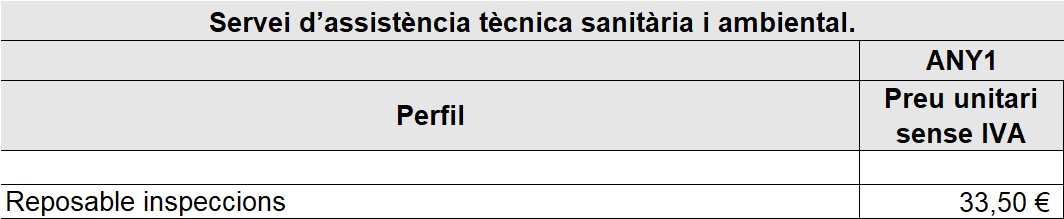 Servei d’assistència tècnica sanitària i ambiental.
ANY1
Perfil
Preu unitari
sense IVA
Reposable inspeccions
33,50 €